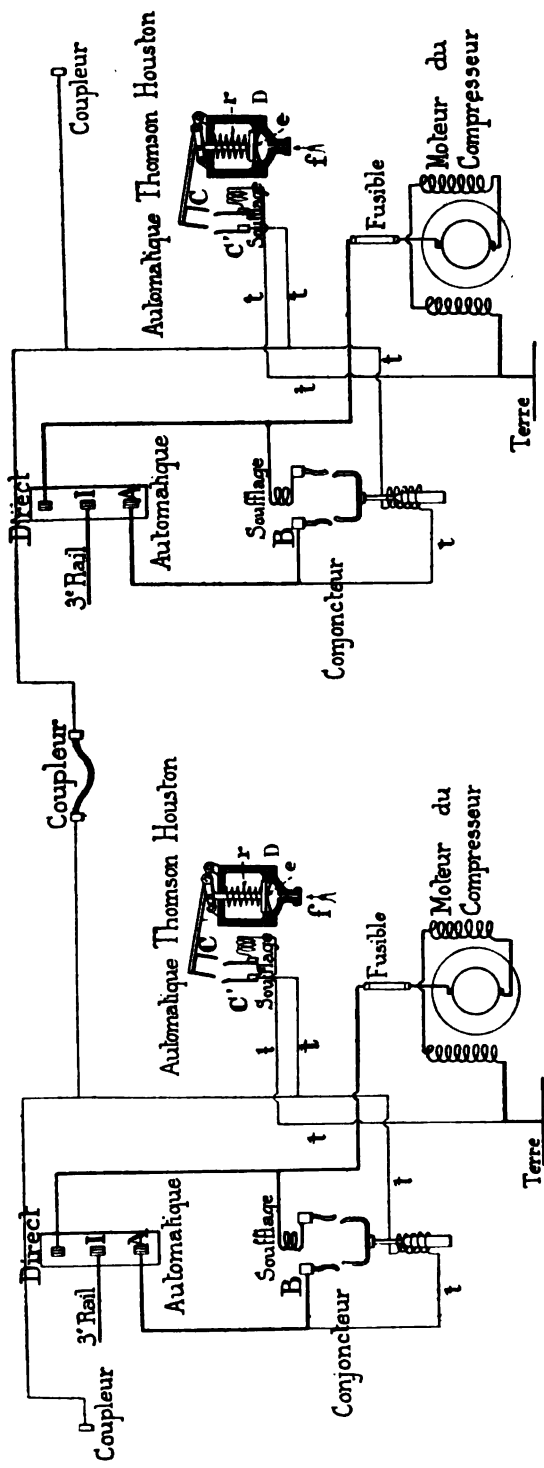 Coupleur
Direct
3e Rail
I
A
Automatique
Soufflage
B
Conjoncteur
t
t
Automatique Thomson Houston
C
C'
Soufflage
r
D
e
f
t
t
t
Fusible
Moteur du
Compresseur
Terre
Coupleur
Direct
3e Rail
I
A
Automatique
Soufflage
B
Conjoncteur
t
t
Automatique Thomson Houston
C
C'
Soufflage
r
D
e
f
t
t
t
Fusible
Moteur du
Compresseur
Terre
Coupleur